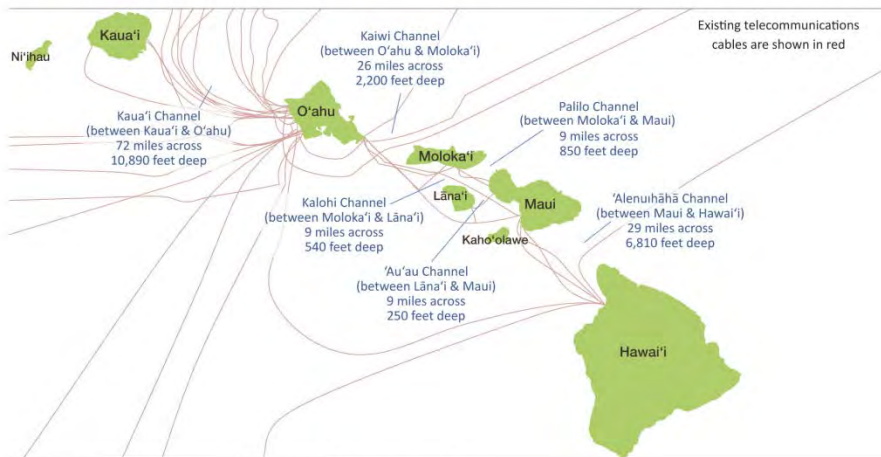 Existing telecommunications
cables are shown in red
Kaua'i
Ni'ihau
Kaiwi Channel
(between O'ahu & Moloka'i)
26 miles across
2,200 feet deep
O'ahu
Kaua'i Channel
(between Kaua'i & O'ahu)
72 miles across
10,890 feet deep
Palilo Channel
(between Moloka'i & Maui)
9 miles across
850 feet deep
Moloka'i
Lāna'i
Maui
Kaho'olawe
Kalohi Channel
(between Moloka'i & Lāna'i)
9 miles across
540 feet deep
'Alenuihāhā Channel
(between Maui & Hawai'i)
29 miles across
6,810 feet deep
'Au'au Channel
(between Lāna'i & Maui)
9 miles across
250 feet deep
Hawai'i